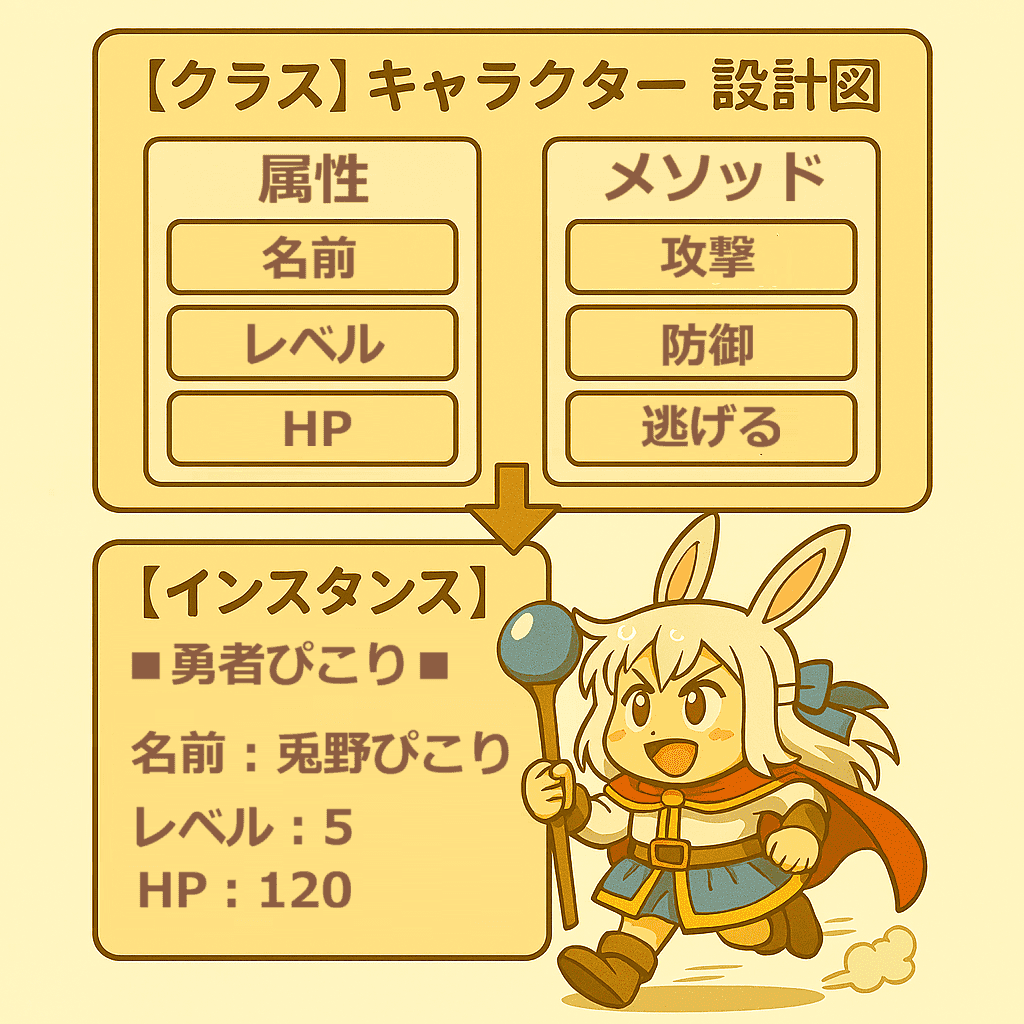 【クラス】キャラクター 設計図
属性
名前
レベル
HP
メソッド
攻撃
防御
逃げる
【インスタンス】
■勇者ぴこり■
名前：兎野ぴこり
レベル：5
HP：120